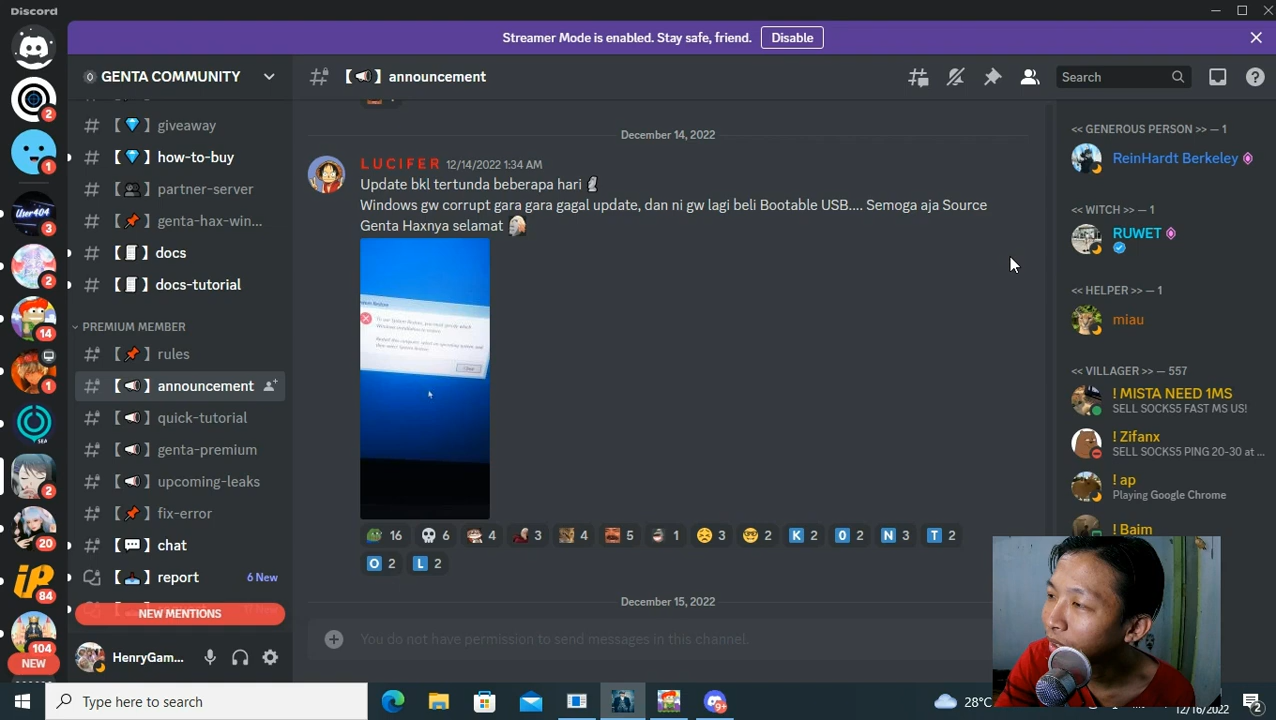 Discord
Streamer Mode is enabled. Stay safe, friend.
Disable
GENTA COMMUNITY
【📢】announcement
Search
【💎】giveaway
【💎】how-to-buy
【👥】partner-server
【📌】genta-hax-win...
【🧾】docs
【🧾】docs-tutorial
PREMIUM MEMBER
【📌】rules
【📢】announcement
【📢】quick-tutorial
【📢】genta-premium
【📢】upcoming-leaks
【📌】fix-error
【💬】chat
【📥】report
6 New
NEW MENTIONS
HenryGam...
2
1
User404
3
2
14
1
SEA
2
20
84
104
NEW
December 14, 2022
LUCIFER 12/14/2022 1:34 AM
Update bkl tertunda beberapa hari 🗿
Windows gw corrupt gara gara gagal update, dan ni gw lagi beli Bootable USB.... Semoga aja Source
Genta Haxnya selamat
16 6 4 3 4 5 1 3 2 K 2 O 2 N 3 T 2
O 2 L 2
December 15, 2022
You do not have permission to send messages in this channel.
<< GENEROUS PERSON >> — 1
ReinHardt Berkeley
<< WITCH >> — 1
RUWET
<< HELPER >> — 1
miau
<< VILLAGER >> — 557
! MISTA NEED 1MS
SELL SOCKS5 FAST MS US!
! Zifanx
SELL SOCKS5 PING 20-30 at ...
! ap
Playing Google Chrome
! Baim
Type here to search
9+
28°C
12/16/2022
2